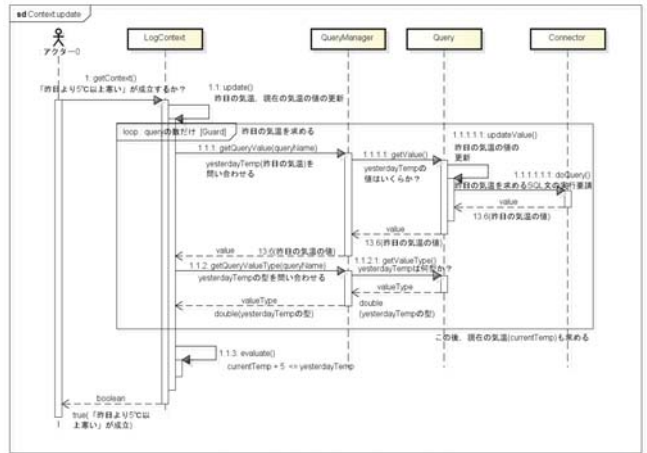 sd Context.update
アクター0
LogContext
QueryManager
Query
Connector
1: getContext()
「昨日より5℃以上寒い」が成立するか？
1.1: update()
昨日の気温、現在の気温の値の更新
loop : queryの数だけ [Guard]
昨日の気温を求める
1.1.1: getQueryValue(queryName)
yesterdayTemp(昨日の気温)を
問い合わせる
1.1.1.1: getValue()
yesterdayTempの
値はいくらか？
1.1.1.1.1: updateValue()
昨日の気温の値の
更新
1.1.1.1.1.1: doQuery()
昨日の気温を求めるSQL文の実行要請
value
13.6(昨日の気温の値)
value
13.6(昨日の気温の値)
value
13.6(昨日の気温の値)
1.1.2: getQueryValueType(queryName)
yesterdayTempの型を問い合わせる
1.1.2.1: getValueType()
yesterdayTempは何型か？
valueType
double
(yesterdayTempの型)
valueType
double(yesterdayTempの型)
この後、現在の気温(currentTemp)も求める
1.1.3: evaluate()
currentTemp + 5 <= yesterdayTemp
boolean
true(「昨日より5℃以
上寒い」が成立)